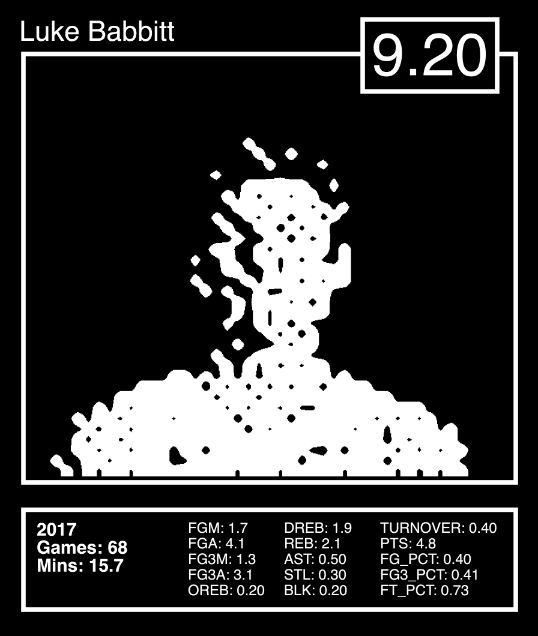 Luke Babbitt
9.20
2017
Games: 68
Mins: 15.7
FGM: 1.7
FGA: 4.1
FG3M: 1.3
FG3A: 3.1
OREB: 0.20
DREB: 1.9
REB: 2.1
AST: 0.50
STL: 0.30
BLK: 0.20
TURNOVER: 0.40
PTS: 4.8
FG_PCT: 0.40
FG3_PCT: 0.41
FT_PCT: 0.73